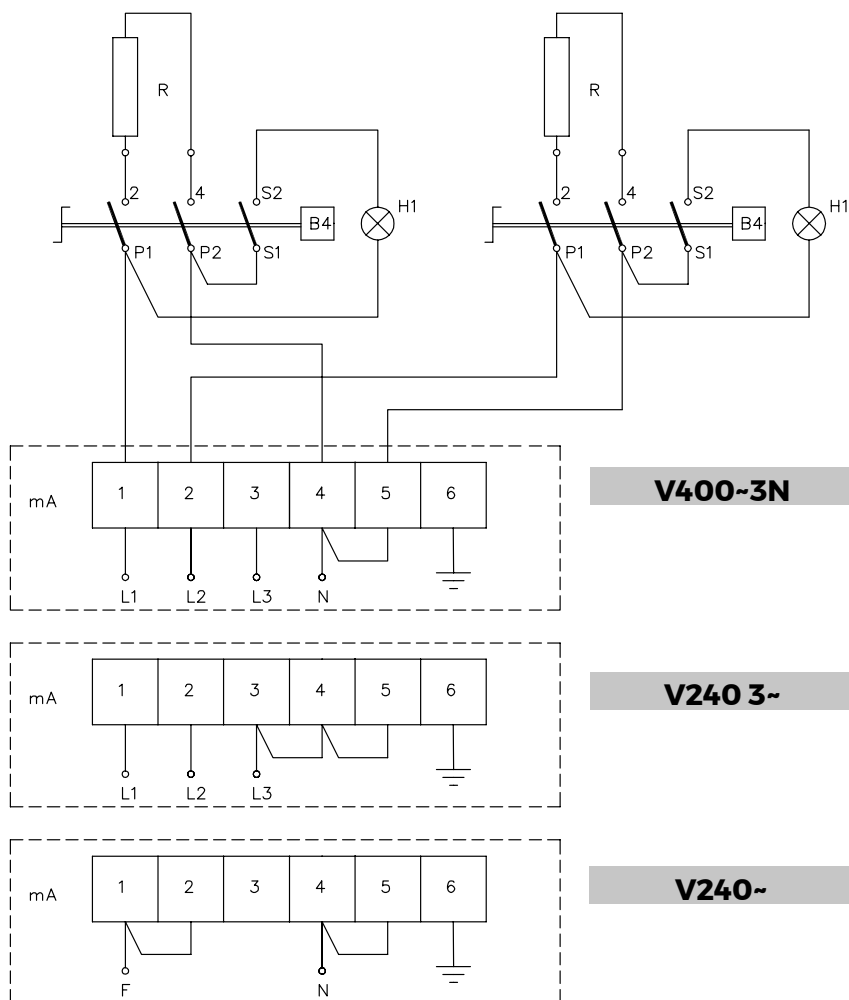 R R
2 4 S2 2 4 S2
B4 H1 B4 H1
P1 P2 S1 P1 P2 S1
mA 1 2 3 4 5 6 V400~3N
L1 L2 L3 N
mA 1 2 3 4 5 6 V240 3~
L1 L2 L3
mA 1 2 3 4 5 6 V240~
F N